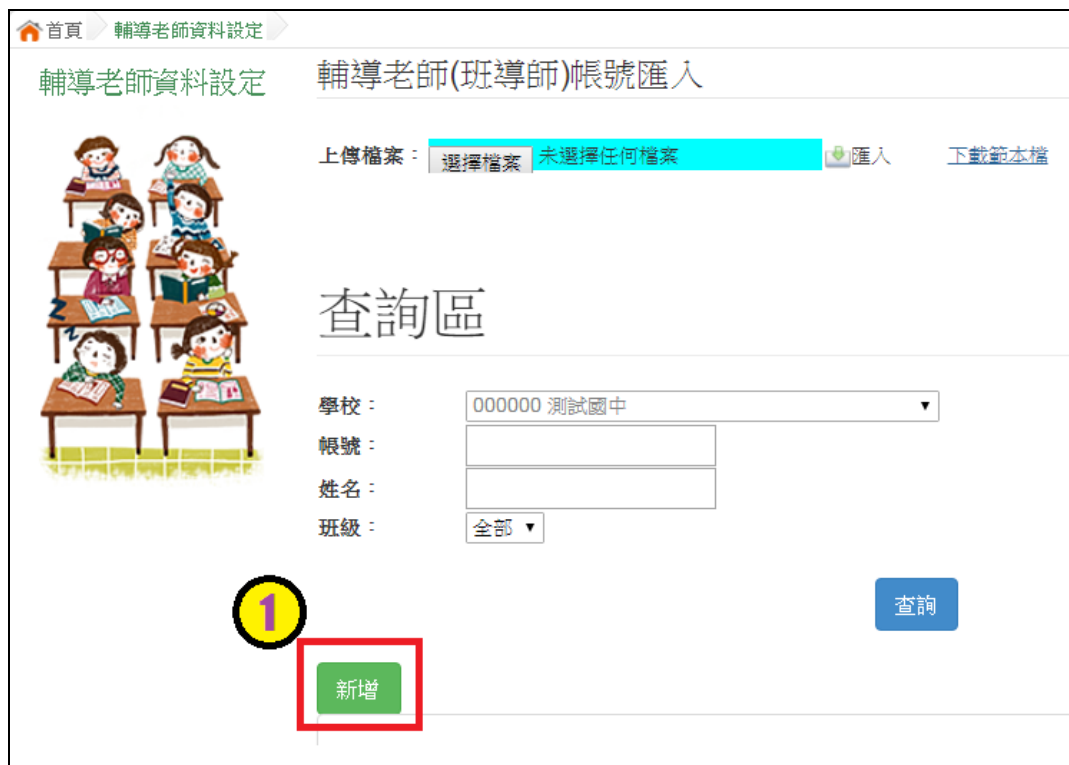 首頁 輔導老師資料設定
輔導老師資料設定
輔導老師(班導師)帳號匯入
上傳檔案： 選擇檔案 未選擇任何檔案 匯入 下載範本檔
查詢區
學校： 000000 測試國中
帳號：
姓名：
班級： 全部
查詢
1
新增
Z
Z